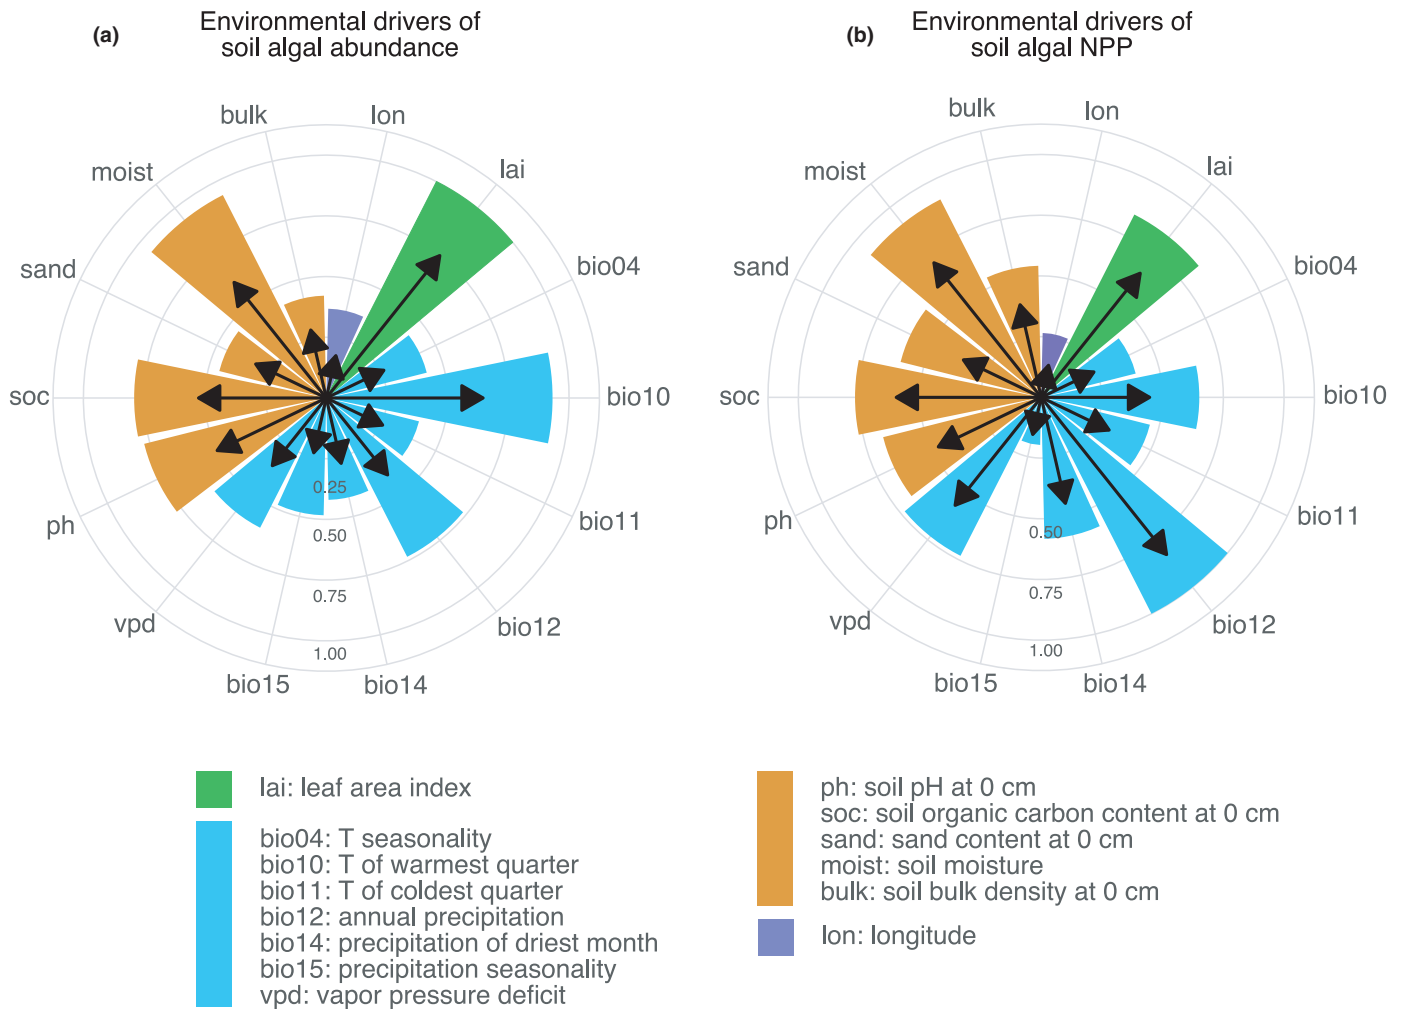 (a)
Environmental drivers of
soil algal abundance
bulk
lon
moist
lai
sand
bio04
soc
bio10
ph
bio11
vpd
bio12
bio15
bio14
0.25
0.50
0.75
1.00
(b)
Environmental drivers of
soil algal NPP
bulk
lon
moist
lai
sand
bio04
soc
bio10
ph
bio11
vpd
bio12
bio15
bio14
0.50
0.75
1.00
lai: leaf area index
bio04: T seasonality
bio10: T of warmest quarter
bio11: T of coldest quarter
bio12: annual precipitation
bio14: precipitation of driest month
bio15: precipitation seasonality
vpd: vapor pressure deficit
ph: soil pH at 0 cm
soc: soil organic carbon content at 0 cm
sand: sand content at 0 cm
moist: soil moisture
bulk: soil bulk density at 0 cm
lon: longitude